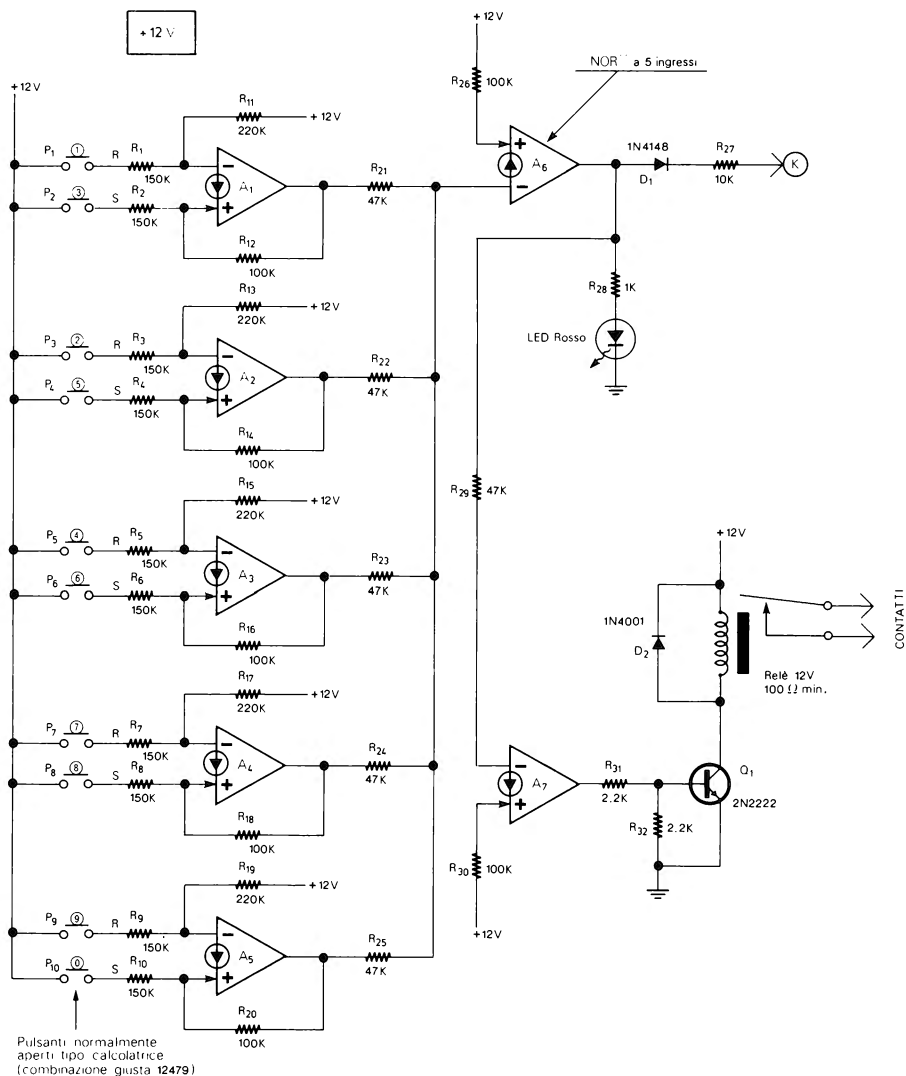 +12 V
+12V
P1 1 R R1 150K
P2 3 S R2 150K
R11 220K +12V
- A1 +
R12 100K
R21 47K
R13 220K +12V
P3 2 R R3 150K
P4 5 S R4 150K
- A2 +
R14 100K
R22 47K
R15 220K +12V
P5 4 R R5 150K
P6 6 S R6 150K
- A3 +
R16 100K
R23 47K
R17 220K +12V
P7 7 R R7 150K
P8 8 S R8 150K
- A4 +
R18 100K
R24 47K
R19 220K +12V
P9 9 R R9 150K
P10 0 S R10 150K
- A5 +
R20 100K
R25 47K
Pulsanti normalmente
aperti tipo calcolatrice
(combinazione giusta 12479)
+12V
R26 100K
NOR a 5 ingressi
+ A6 -
1N4148
D1
R27
10K
K
R28 1K
LED Rosso
R29 47K
+12V
1N4001
D2
Relè 12V
100 Ω min.
CONTATTI
- A7 +
R31
2.2K
R32 2.2K
Q1
2N2222
R30 100K
+12V